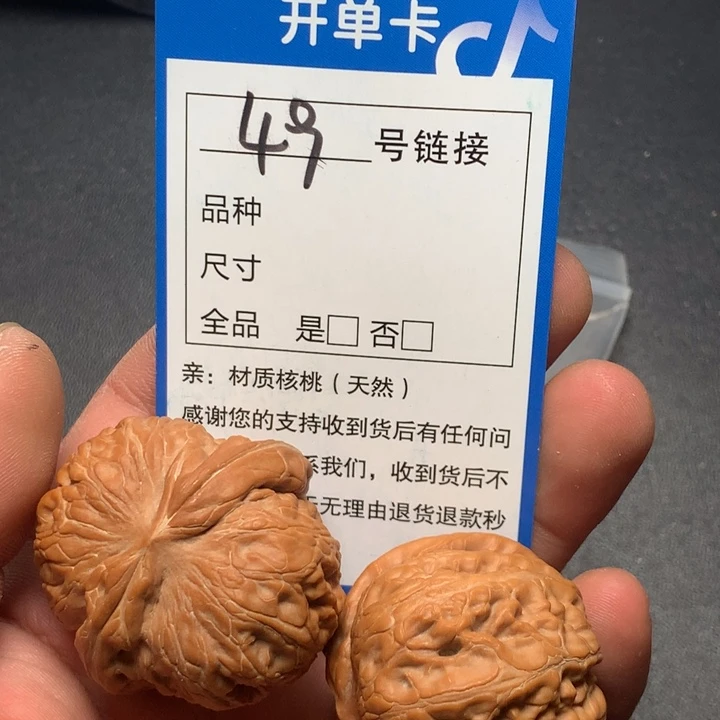 开单卡
49 号链接
品种
尺寸
全品 是□ 否□
亲：材质核桃（天然）
感谢您的支持收到货后有任何问
系我们，收到货后不
无理由退货退款秒